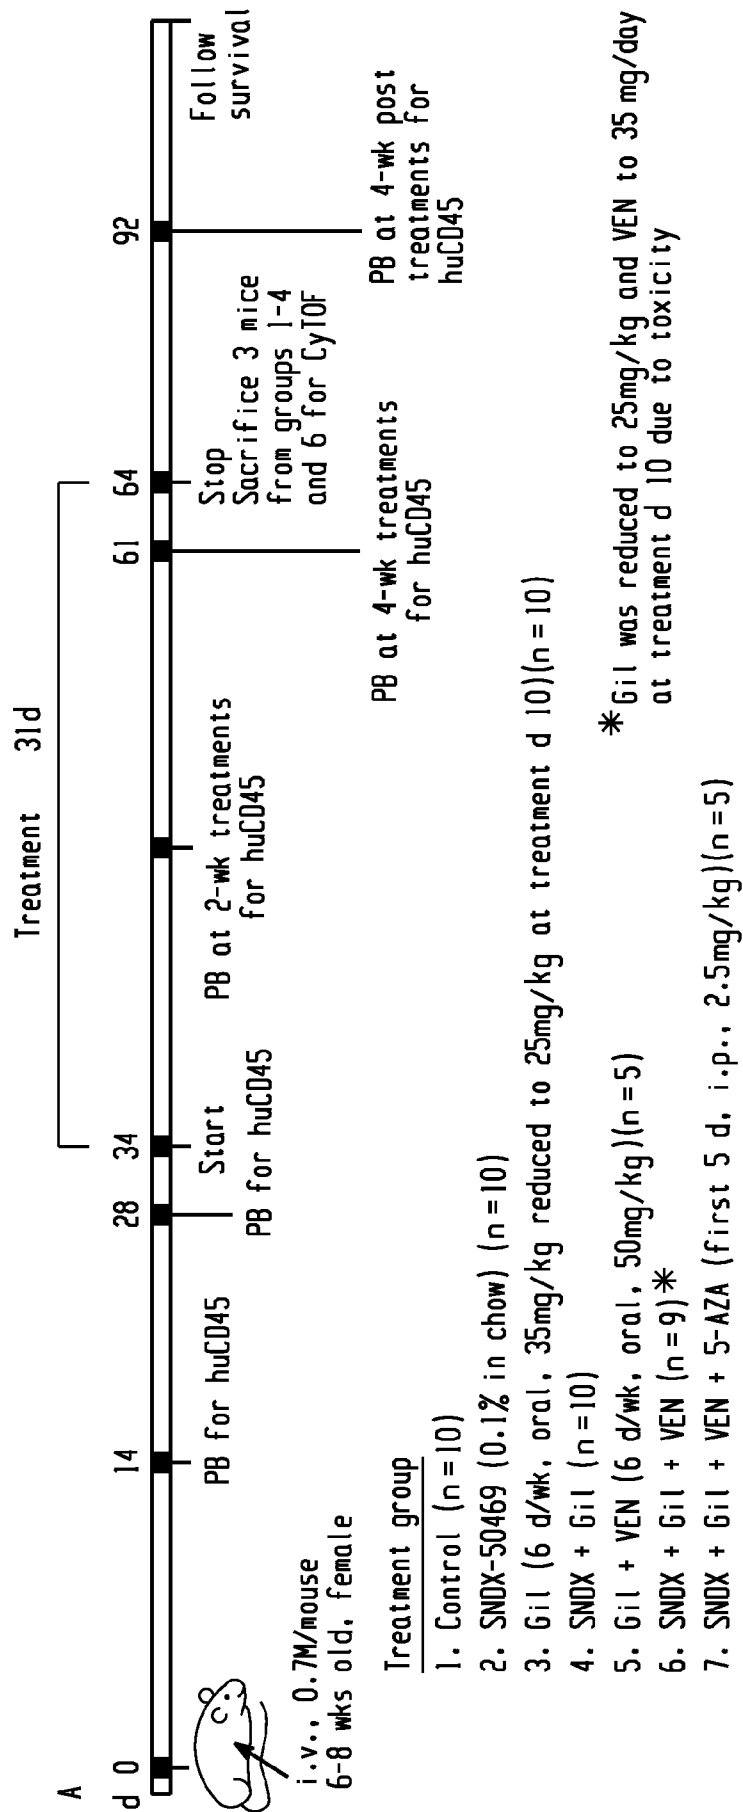 A
Treatment 31d
d 0 14 28 34 61 64 92
i.v., 0.7M/mouse
6-8 wks old, female
PB for huCD45
PB for huCD45
Start
PB at 2-wk treatments
for huCD45
PB at 4-wk treatments
for huCD45
Stop
Sacrifice 3 mice
from groups 1-4
and 6 for CyTOF
PB at 4-wk post
treatments for
huCD45
Follow
survival
Treatment group
1. Control (n=10)
2. SNDX-50469 (0.1% in chow) (n=10)
3. Gil (6 d/wk, oral, 35mg/kg reduced to 25mg/kg at treatment d 10)(n=10)
4. SNDX + Gil (n=10)
5. Gil + VEN (6 d/wk, oral, 50mg/kg)(n=5)
6. SNDX + Gil + VEN (n=9)*
7. SNDX + Gil + VEN + 5-AZA (first 5 d, i.p., 2.5mg/kg)(n=5)
*Gil was reduced to 25mg/kg and VEN to 35 mg/day
at treatment d 10 due to toxicity